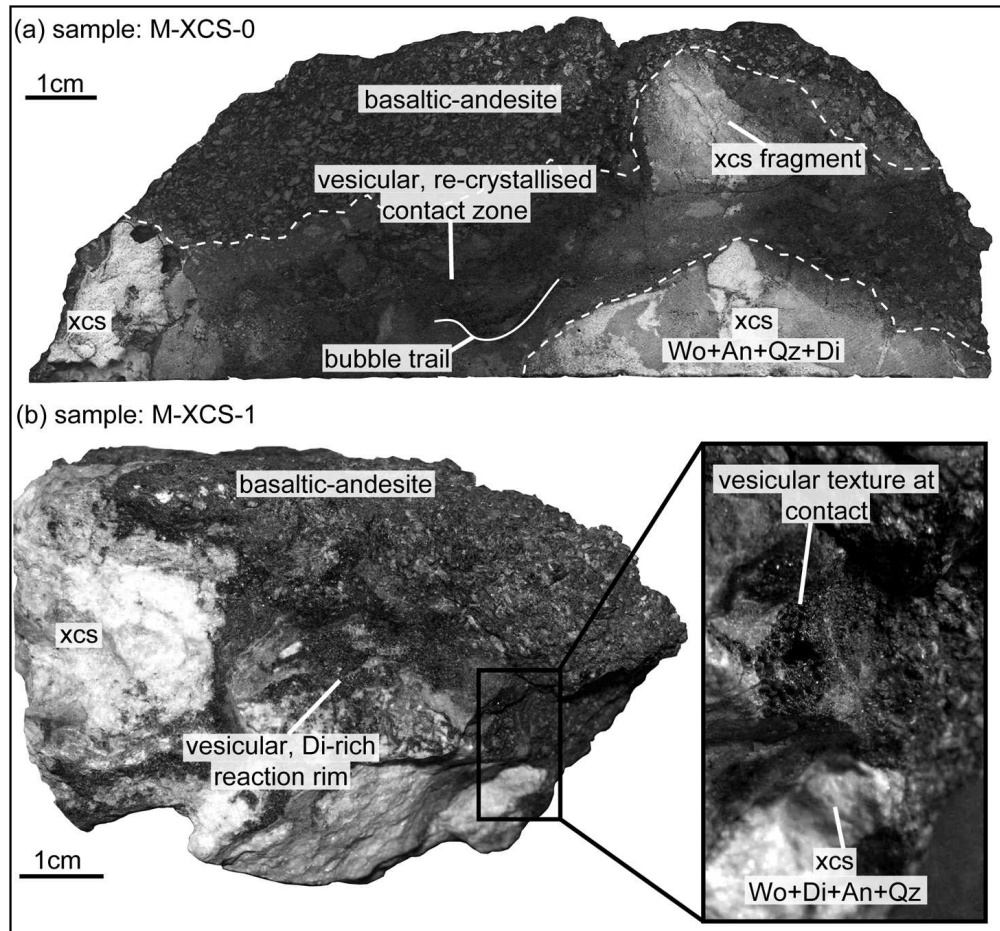 (a) sample: M-XCS-0
1cm
basaltic-andesite
xcs fragment
vesicular, re-crystallised
contact zone
xcs
bubble trail
xcs
Wo+An+Qz+Di
(b) sample: M-XCS-1
basaltic-andesite
vesicular texture at
contact
xcs
vesicular, Di-rich
reaction rim
1cm
xcs
Wo+Di+An+Qz